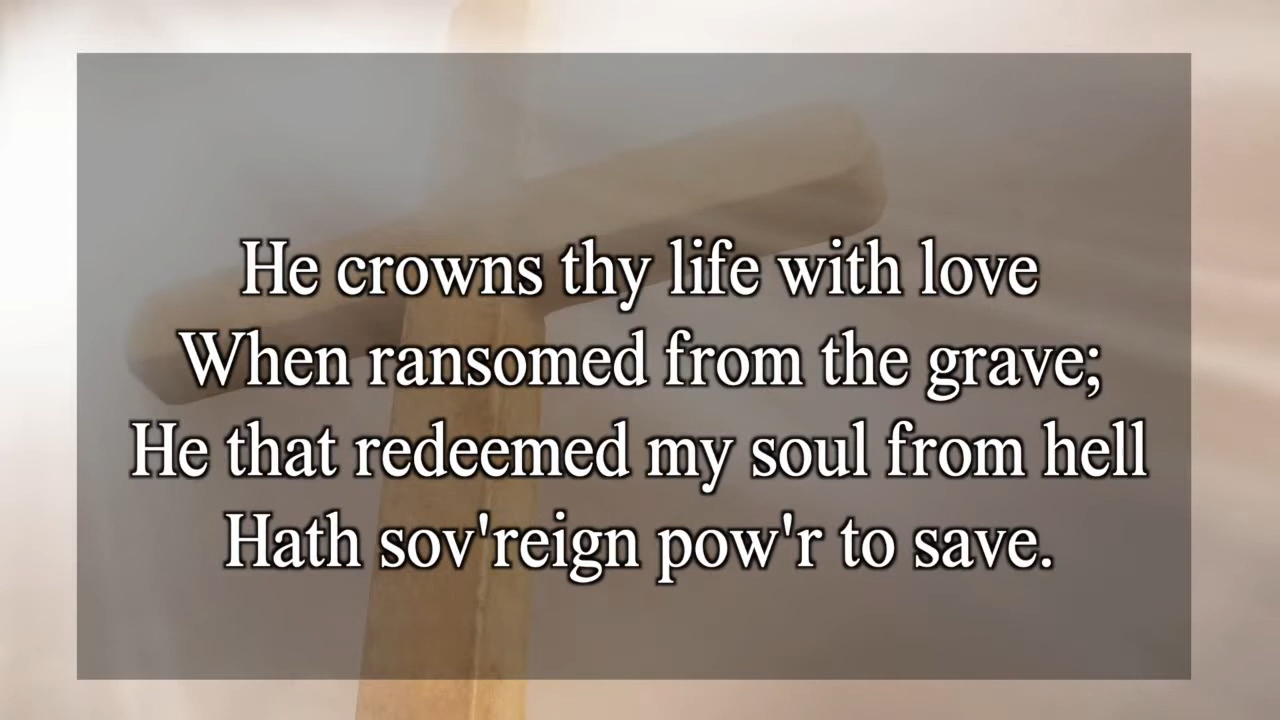 He crowns thy life with love
When ransomed from the grave;
He that redeemed my soul from hell
Hath sov'reign pow'r to save.